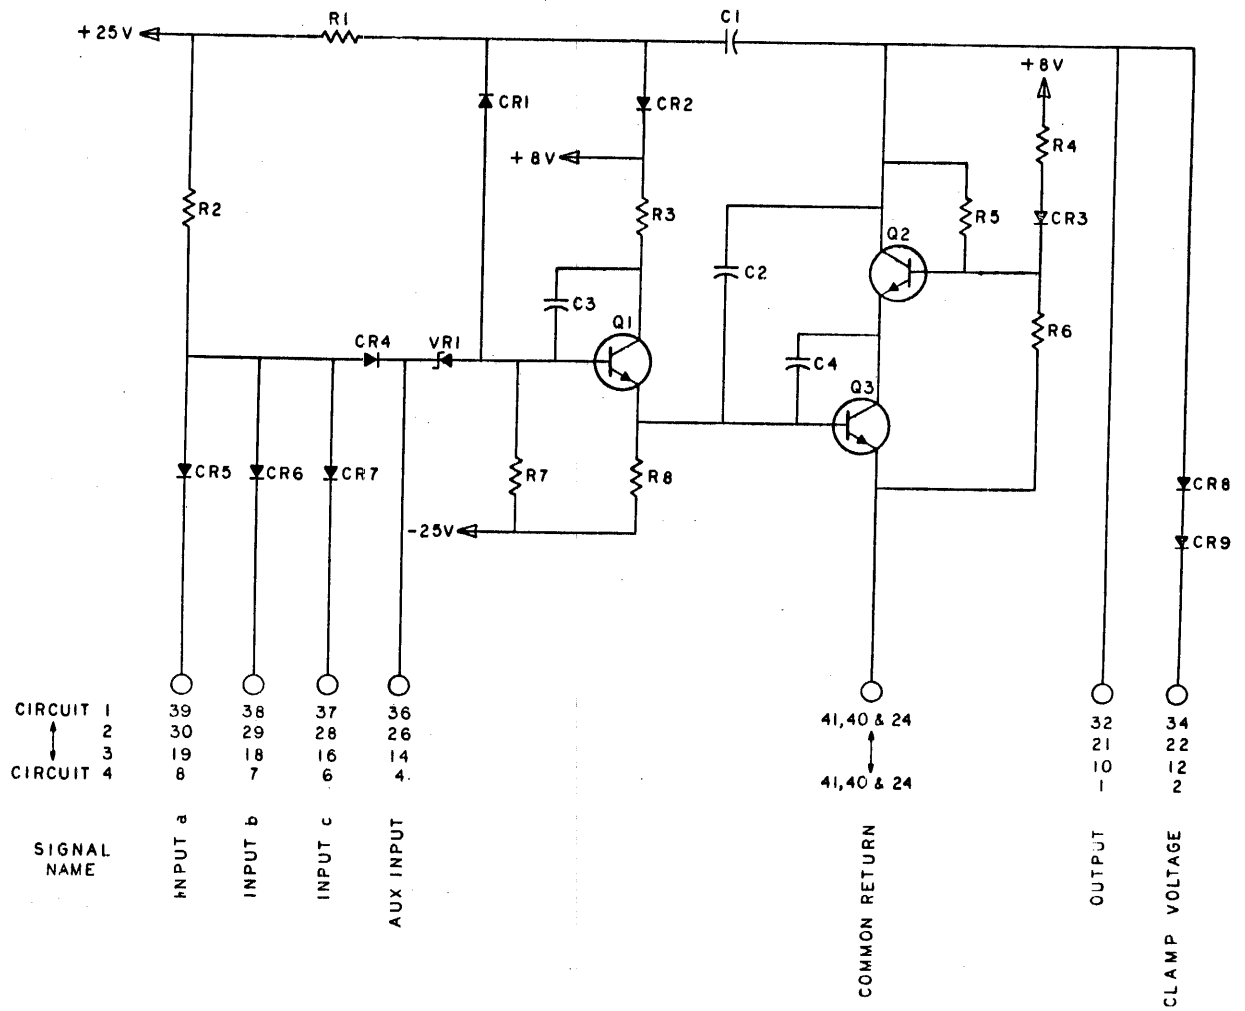 +25V
R1
C1
+8V
CR1
CR2
R4
+8V
R2
R3
R5
CR3
Q2
C2
C3
Q1
R6
CR4
VR1
C4
Q3
CR5
CR6
CR7
R7
R8
CR8
-25V
CR9
CIRCUIT 1 39 38 37 36 41,40 & 24 32 34
2 30 29 28 26 21 22
3 19 18 16 14 10 12
CIRCUIT 4 8 7 6 4 41,40 & 24 1 2
SIGNAL
NAME
INPUT a
INPUT b
INPUT c
AUX INPUT
COMMON RETURN
OUTPUT
CLAMP VOLTAGE